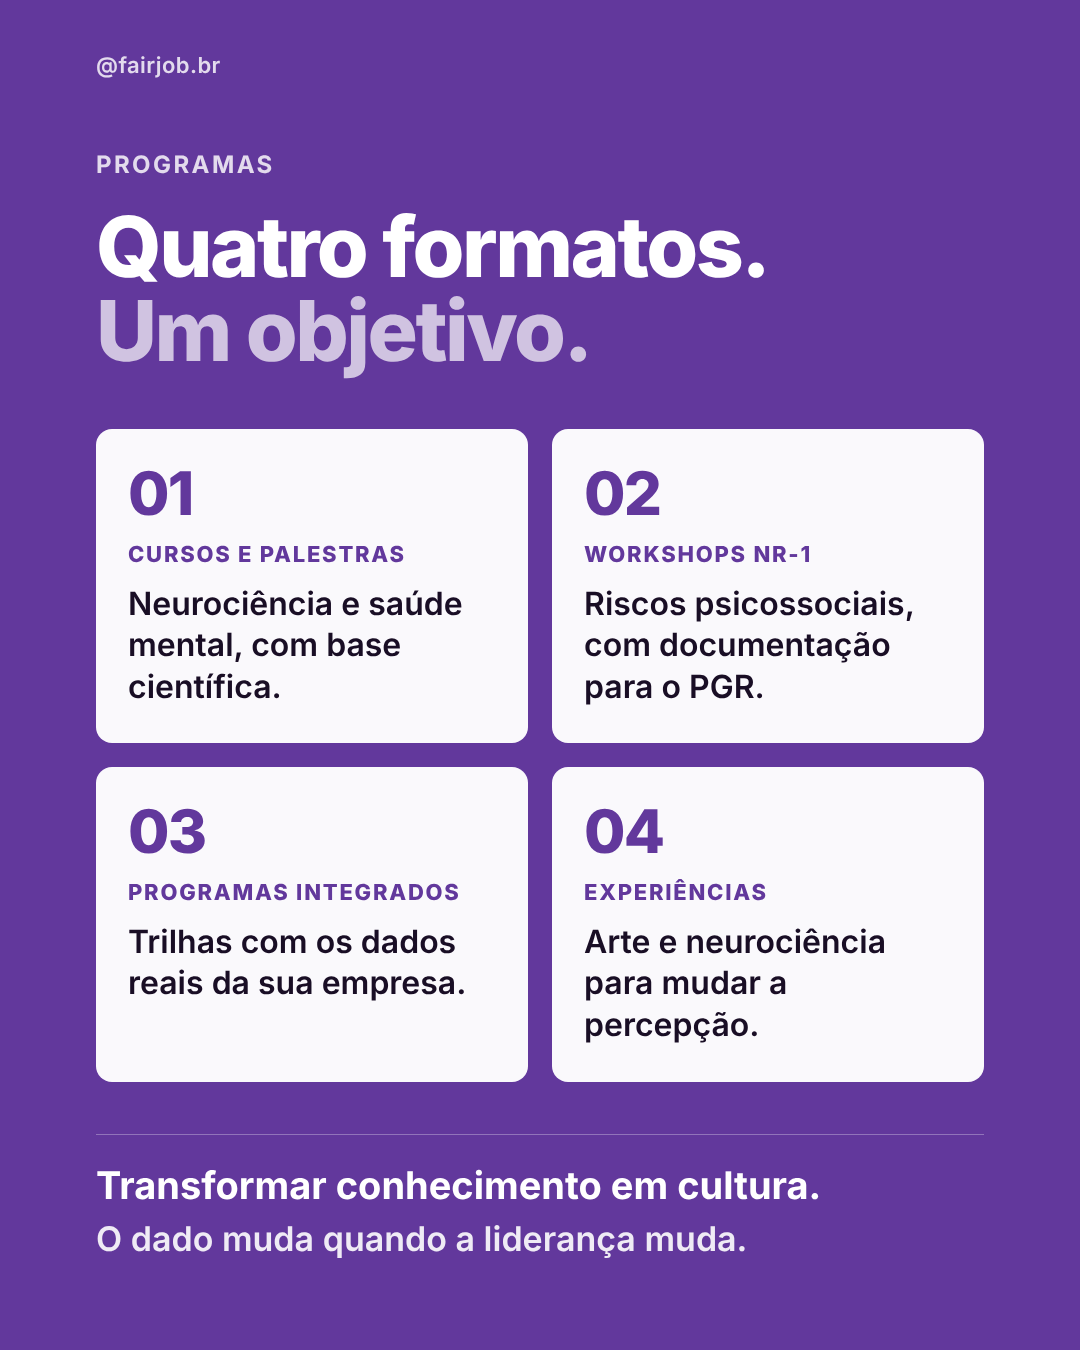 @fairjob.br
PROGRAMAS
Quatro formatos.
Um objetivo.
01
CURSOS E PALESTRAS
Neurociência e saúde
mental, com base
científica.
02
WORKSHOPS NR-1
Riscos psicossociais,
com documentação
para o PGR.
03
PROGRAMAS INTEGRADOS
Trilhas com os dados
reais da sua empresa.
04
EXPERIÊNCIAS
Arte e neurociência
para mudar a
percepção.
Transformar conhecimento em cultura.
O dado muda quando a liderança muda.